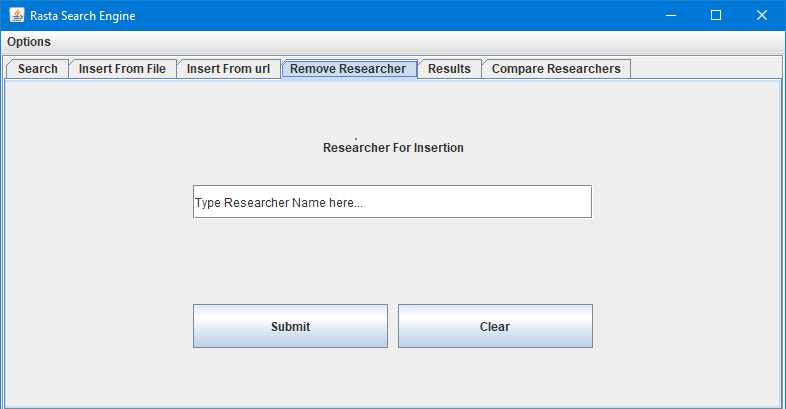 Rasta Search Engine
Options
Search Insert From File Insert From url Remove Researcher Results Compare Researchers
Researcher For Insertion
Type Researcher Name here...
Submit Clear